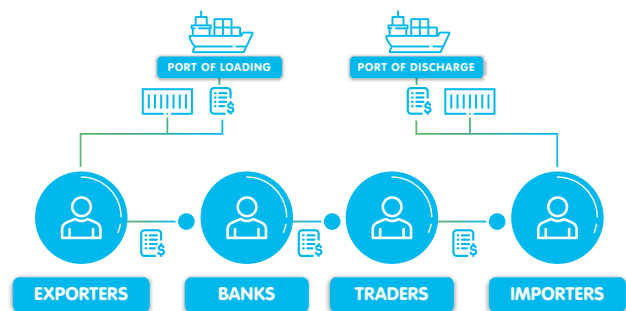 PORT OF LOADING
PORT OF DISCHARGE
$
$
$
$
$
EXPORTERS
BANKS
TRADERS
IMPORTERS